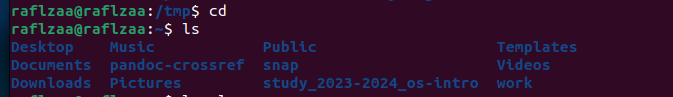 raflzaa@raflzaa:/tmp$ cd
raflzaa@raflzaa:~$ ls
Desktop Music Public Templates
Documents pandoc-crossref snap Videos
Downloads Pictures study_2023-2024_os-intro work